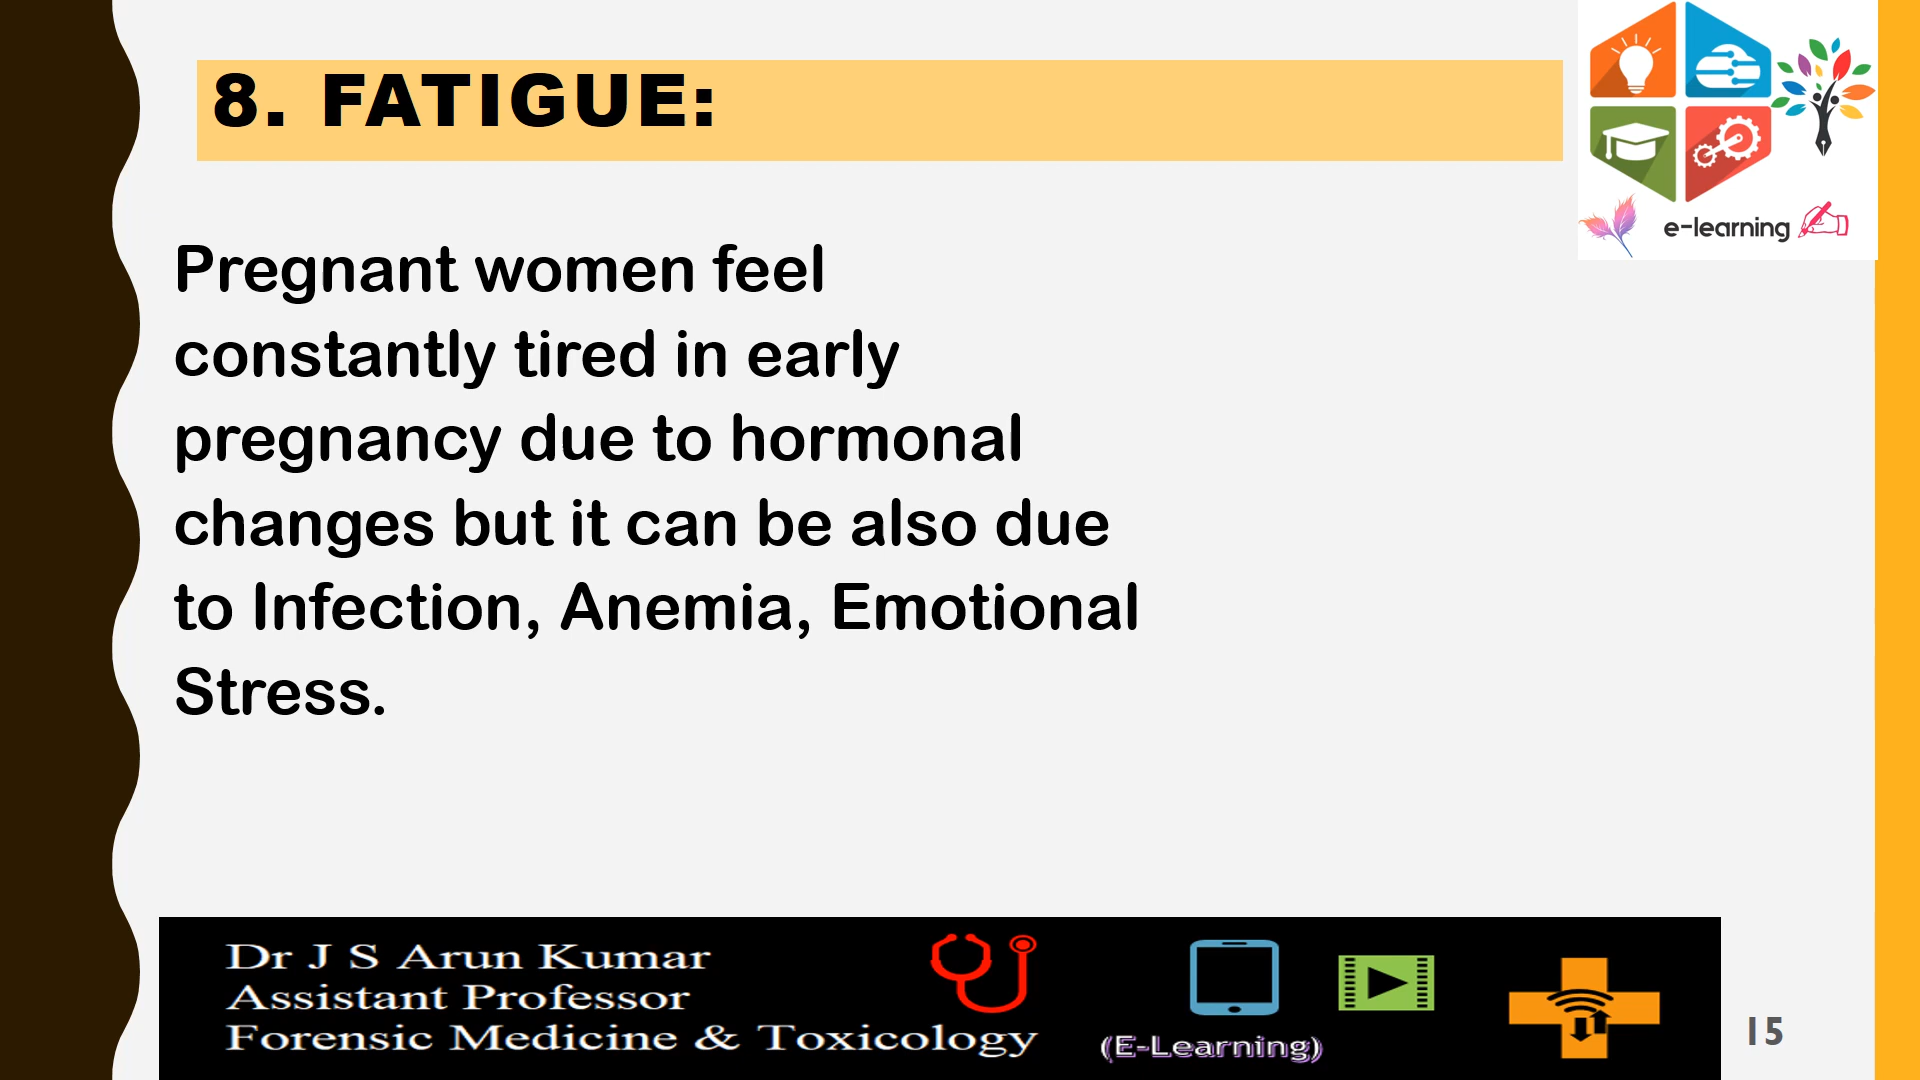 8. FATIGUE:
e-learning
Pregnant women feel
constantly tired in early
pregnancy due to hormonal
changes but it can be also due
to Infection, Anemia, Emotional
Stress.
Dr J S Arun Kumar
Assistant Professor
Forensic Medicine & Toxicology
(E-Learning)
15